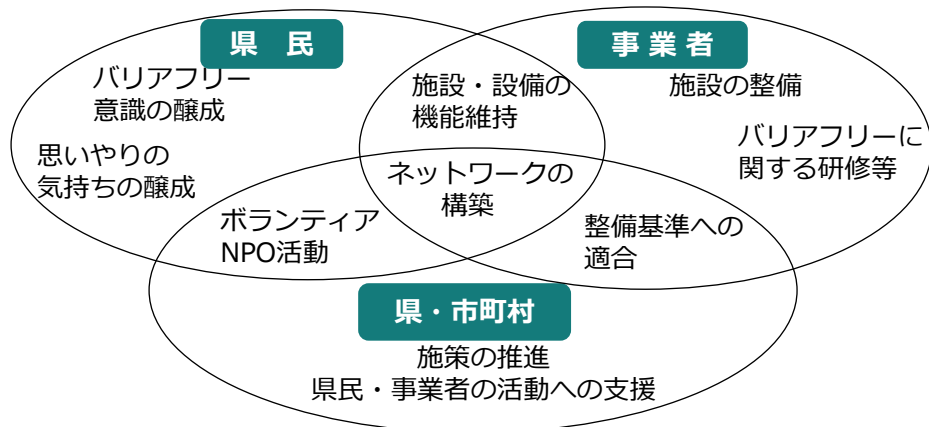 県　民
事 業 者
バリアフリー
意識の醸成
思いやりの
気持ちの醸成
施設・設備の
機能維持
施設の整備
バリアフリーに
関する研修等
ネットワークの
構築
ボランティア
NPO活動
整備基準への
適合
県・市町村
施策の推進
県民・事業者の活動への支援